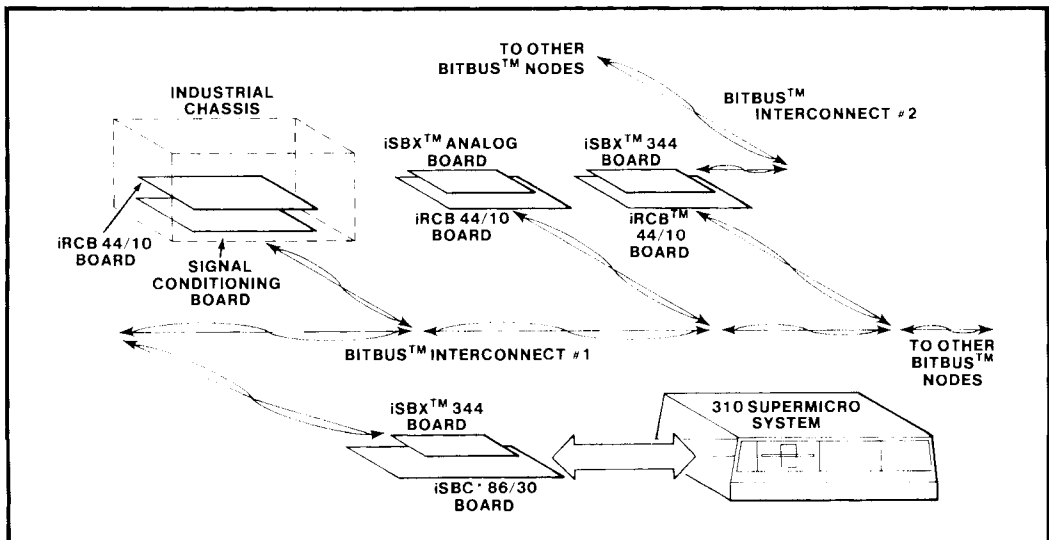 TO OTHER
BITBUS™ NODES
BITBUS™
INTERCONNECT #2
INDUSTRIAL
CHASSIS
iSBX™ ANALOG
BOARD
iSBX™ 344
BOARD
iRCB 44/10
BOARD
iRCB 44/10
BOARD
iRCB™
44/10
BOARD
SIGNAL
CONDITIONING
BOARD
BITBUS™ INTERCONNECT #1
TO OTHER
BITBUS™
NODES
iSBX™ 344
BOARD
310 SUPERMICRO
SYSTEM
iSBC* 86/30
BOARD